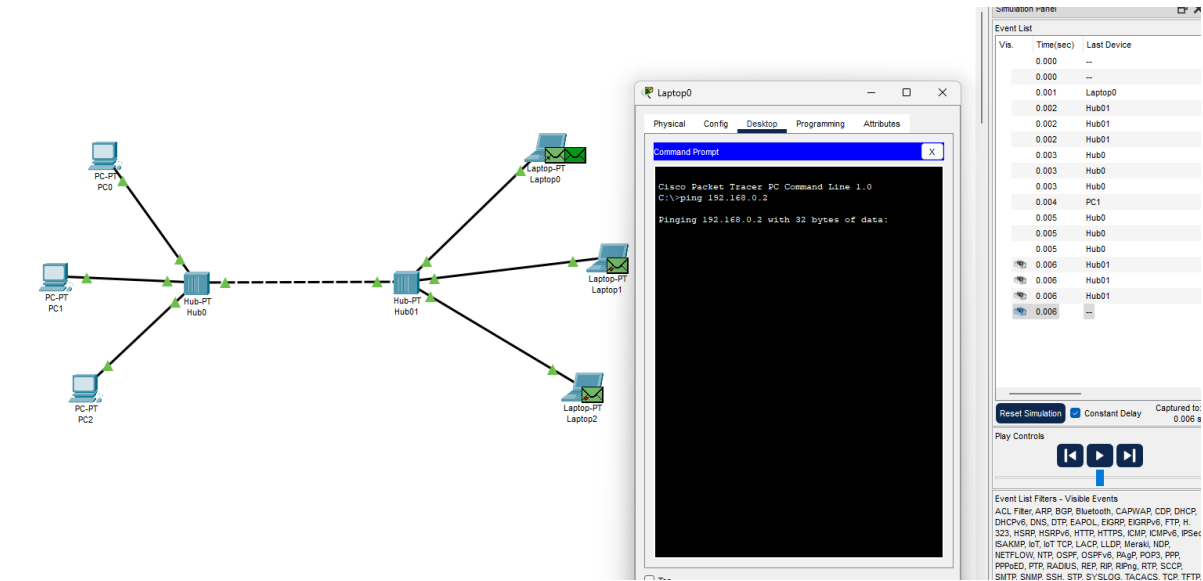 Simulation Panel
Event List
Vis. Time(sec) Last Device
0.000 --
0.000 --
0.001 Laptop0
0.002 Hub01
0.002 Hub01
0.002 Hub01
0.003 Hub0
0.003 Hub0
0.003 Hub0
0.004 PC1
0.005 Hub0
0.005 Hub0
0.005 Hub0
0.006 Hub01
0.006 Hub01
0.006 Hub01
0.006 --
Reset Simulation Constant Delay Captured to:
0.006 s
Play Controls
Event List Filters - Visible Events
ACL Filter, ARP, BGP, Bluetooth, CAPWAP, CDP, DHCP,
DHCPv6, DNS, DTP, EAPOL, EIGRP, EIGRPv6, FTP, H.
323, HSRP, HSRPv6, HTTP, HTTPS, ICMP, ICMPv6, IPSec,
ISAKMP, IoT, IoT TCP, LACP, LLDP, Meraki, NDP,
NETFLOW, NTP, OSPF, OSPFv6, PAgP, POP3, PPP,
PPPoED, PTP, RADIUS, REP, RIP, RIPng, RTP, SCCP,
SMTP, SNMP, SSH, STP, SYSLOG, TACACS, TCP, TFTP,
Laptop0
Physical Config Desktop Programming Attributes
Command Prompt X
Cisco Packet Tracer PC Command Line 1.0
C:\>ping 192.168.0.2
Pinging 192.168.0.2 with 32 bytes of data:
Top
PC-PT
PC0
PC-PT
PC1
PC-PT
PC2
Hub-PT
Hub0
Hub-PT
Hub01
Laptop-PT
Laptop0
Laptop-PT
Laptop1
Laptop-PT
Laptop2